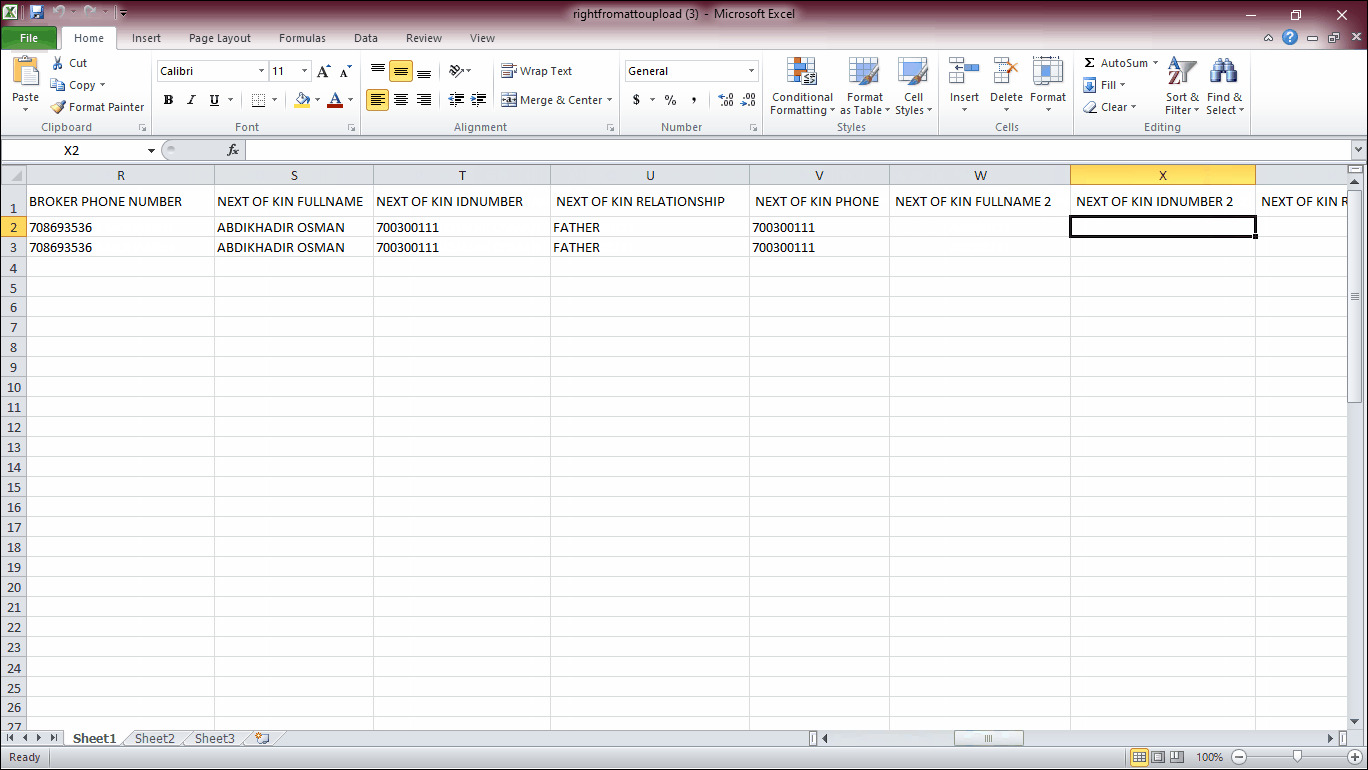 rightfromattoupload (3) - Microsoft Excel
File Home Insert Page Layout Formulas Data Review View
Paste Cut Copy Format Painter Clipboard
Calibri 11 A A B I U A Font
Wrap Text Merge & Center Alignment
General $ % , .0 .00 .00 .0 Number
Conditional Formatting Format as Table Cell Styles Styles
Insert Delete Format Cells
Σ AutoSum Fill Clear Sort & Filter Find & Select Editing
X2 fx
R S T U V W X
1 BROKER PHONE NUMBER NEXT OF KIN FULLNAME NEXT OF KIN IDNUMBER NEXT OF KIN RELATIONSHIP NEXT OF KIN PHONE NEXT OF KIN FULLNAME 2 NEXT OF KIN IDNUMBER 2 NEXT OF KIN R
2 708693536 ABDIKHADIR OSMAN 700300111 FATHER 700300111
3 708693536 ABDIKHADIR OSMAN 700300111 FATHER 700300111
4
5
6
7
8
9
10
11
12
13
14
15
16
17
18
19
20
21
22
23
24
25
26
27
Sheet1 Sheet2 Sheet3
Ready 100%